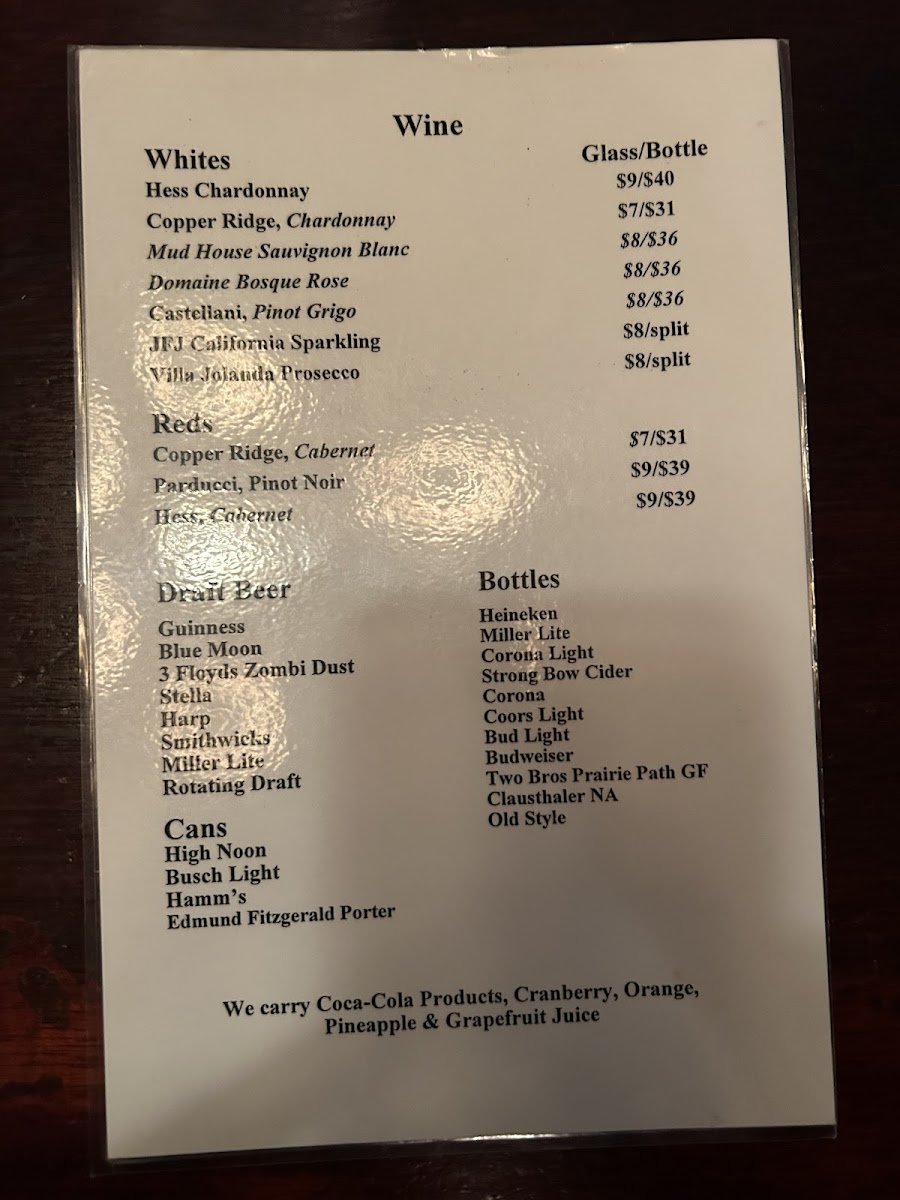 Wine
Whites Glass/Bottle
Hess Chardonnay $9/$40
Copper Ridge, Chardonnay $7/$31
Mud House Sauvignon Blanc $8/$36
Domaine Bosque Rose $8/$36
Castellani, Pinot Grigo $8/$36
JFJ California Sparkling $8/split
Villa Jolanda Prosecco $8/split
Reds
Copper Ridge, Cabernet $7/$31
Parducci, Pinot Noir $9/$39
Hess, Cabernet $9/$39
Draft Beer
Guinness
Blue Moon
3 Floyds Zombi Dust
Stella
Harp
Smithwicks
Miller Lite
Rotating Draft
Cans
High Noon
Busch Light
Hamm's
Edmund Fitzgerald Porter
Bottles
Heineken
Miller Lite
Corona Light
Strong Bow Cider
Corona
Coors Light
Bud Light
Budweiser
Two Bros Prairie Path GF
Clausthaler NA
Old Style
We carry Coca-Cola Products, Cranberry, Orange,
Pineapple & Grapefruit Juice